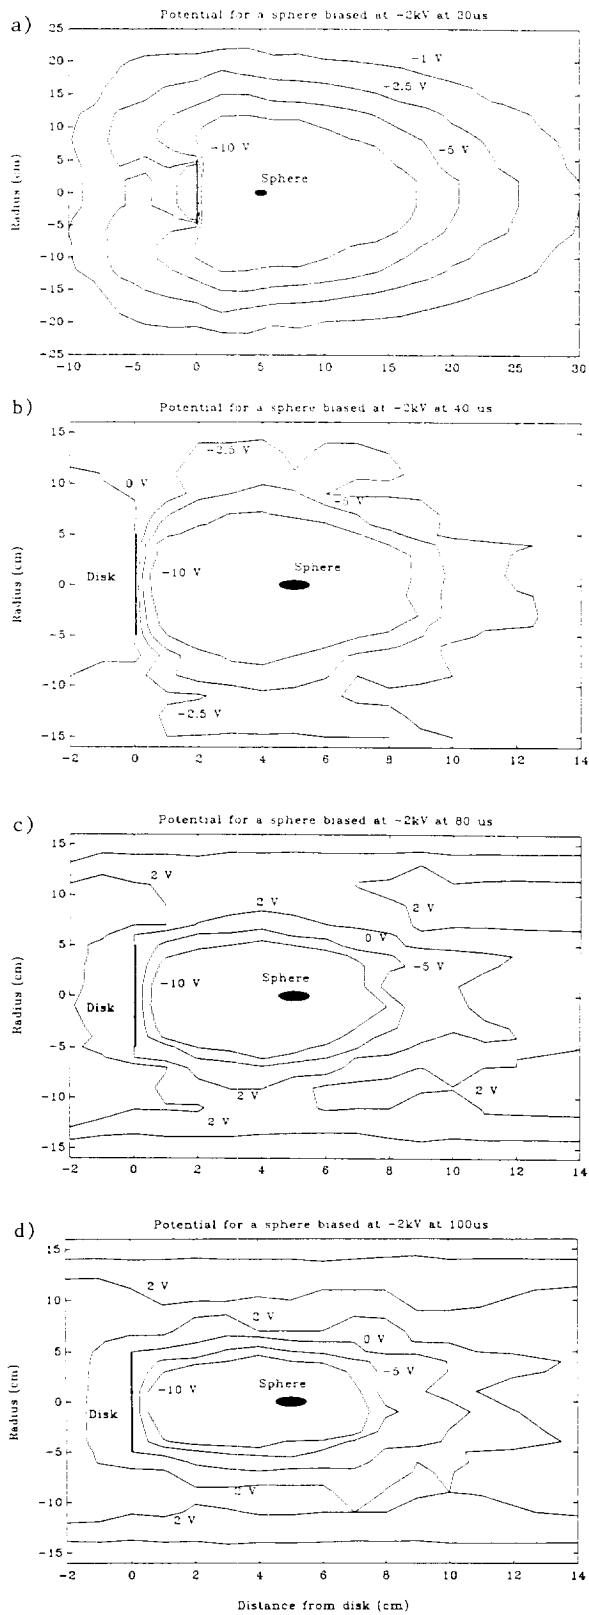 a)
Potential for a sphere biased at -2kV at 20us
25
20
15
10
5
0
-5
-10
-15
-20
-25
Radius (cm)
-1 V
-2.5 V
-5 V
-10 V
Sphere
-10 -5 0 5 10 15 20 25 30
b)
Potential for a sphere biased at -2kV at 40 us
15
10
5
0
-5
-10
-15
Radius (cm)
0 V
-2.5 V
-5 V
-10 V
Disk
Sphere
-2.5 V
-2 0 2 4 6 8 10 12 14
c)
Potential for a sphere biased at -2kV at 80 us
15
10
5
0
-5
-10
-15
Radius (cm)
2 V
2 V
2 V
0 V
-5 V
-10 V
Sphere
Disk
2 V
2 V
2 V
-2 0 2 4 6 8 10 12 14
d)
Potential for a sphere biased at -2kV at 100us
15
10
5
0
-5
-10
-15
Radius (cm)
2 V
2 V
0 V
-5 V
-10 V
Sphere
Disk
2 V
2 V
-2 0 2 4 6 8 10 12 14
Distance from disk (cm)